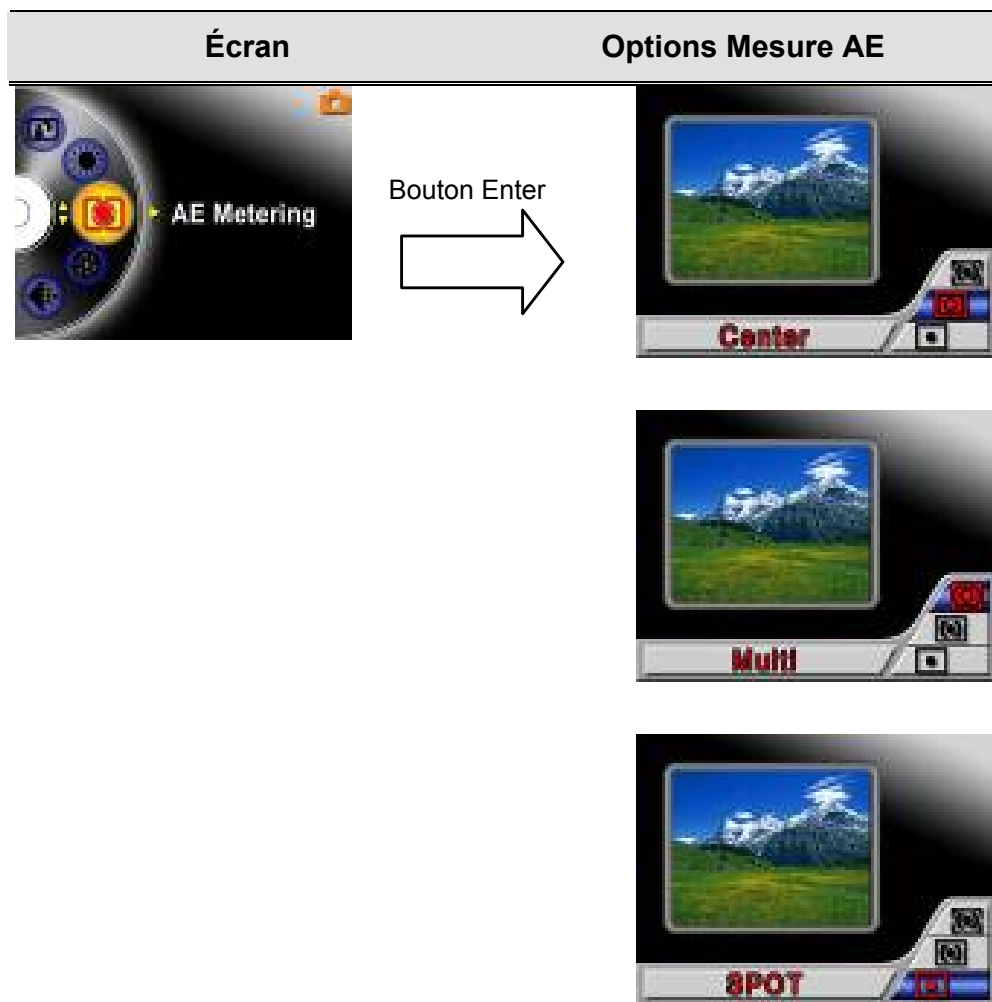 Écran Options Mesure AE
AE Metering
Bouton Enter
Center
Multi
SPOT